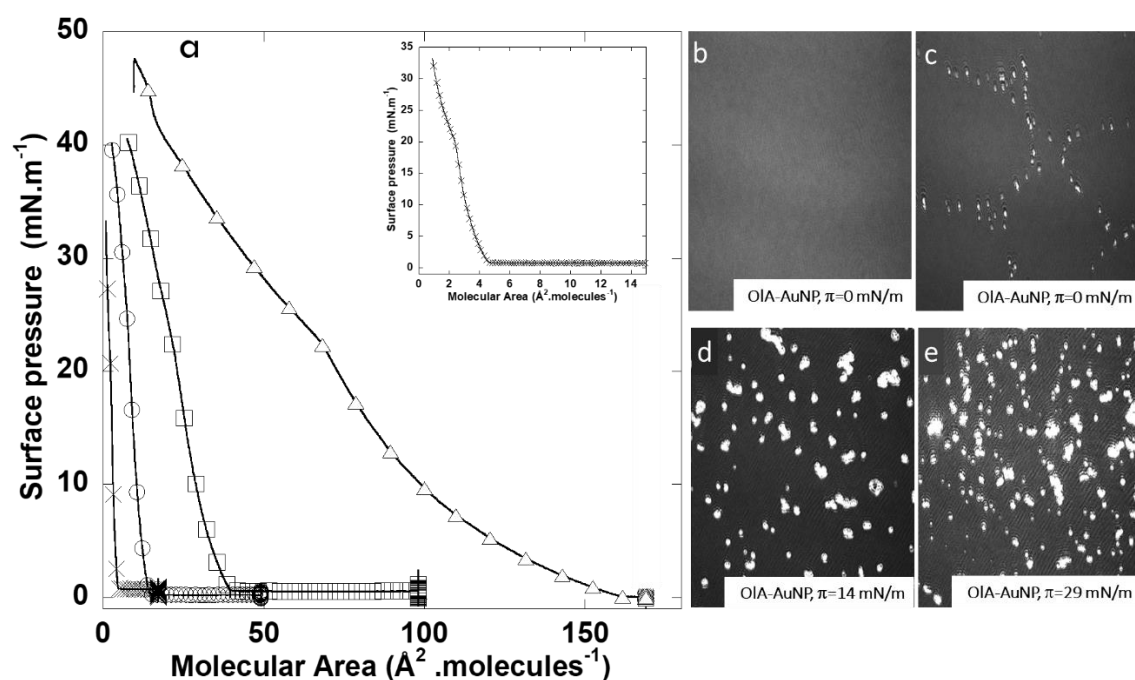 a
50
40
30
20
10
0
0
50
100
150
Surface pressure (mN.m⁻¹)
Molecular Area (Å² .molecules⁻¹)
35
30
25
20
15
10
5
0
0
2
4
6
8
10
12
14
Surface pressure (mN.m⁻¹)
Molecular Area (Å².molecules⁻¹)
b
OlA-AuNP, π=0 mN/m
c
OlA-AuNP, π=0 mN/m
d
OlA-AuNP, π=14 mN/m
e
OlA-AuNP, π=29 mN/m